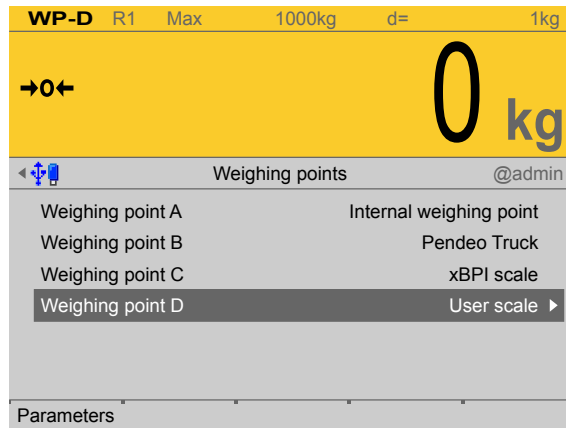 WP-D R1 Max 1000kg d= 1kg
→0← 0 kg
Weighing points @admin
Weighing point A Internal weighing point
Weighing point B Pendeo Truck
Weighing point C xBPI scale
Weighing point D User scale
Parameters